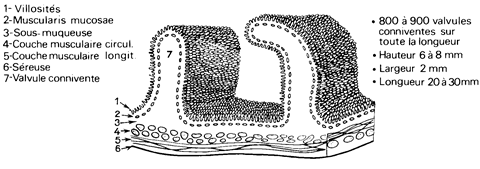 1- Villosités
2-Muscularis mucosae
3-Sous-muqueuse
4-Couche musculaire circul.
5-Couche musculaire longit.
6-Séreuse
7-Valvule connivente
7
1
2
3
4
5
6
• 800 à 900 valvules
conniventes sur
toute la longueur
• Hauteur 6 à 8 mm
• Largeur 2 mm
• Longueur 20 à 30mm